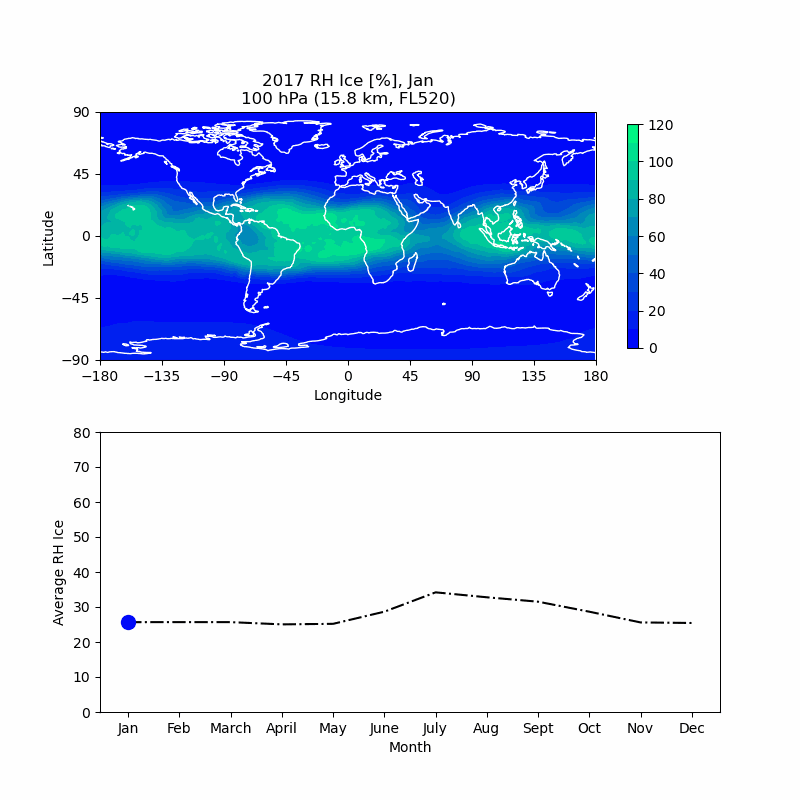 2017 RH Ice [%], Jan
100 hPa (15.8 km, FL520)
90
45
0
−45
−90
Latitude
−180 −135 −90 −45 0 45 90 135 180
Longitude
120
100
80
60
40
20
0
80
70
60
50
40
30
20
10
0
Average RH Ice
Jan Feb March April May June July Aug Sept Oct Nov Dec
Month